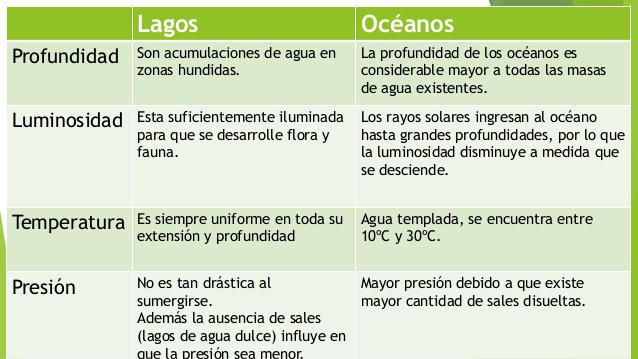 Lagos
Océanos
Profundidad
Son acumulaciones de agua en
zonas hundidas.
La profundidad de los océanos es
considerable mayor a todas las masas
de agua existentes.
Luminosidad
Esta suficientemente iluminada
para que se desarrolle flora y
fauna.
Los rayos solares ingresan al océano
hasta grandes profundidades, por lo que
la luminosidad disminuye a medida que
se desciende.
Temperatura
Es siempre uniforme en toda su
extensión y profundidad
Agua templada, se encuentra entre
10ºC y 30ºC.
Presión
No es tan drástica al
sumergirse.
Además la ausencia de sales
(lagos de agua dulce) influye en
que la presión sea menor.
Mayor presión debido a que existe
mayor cantidad de sales disueltas.